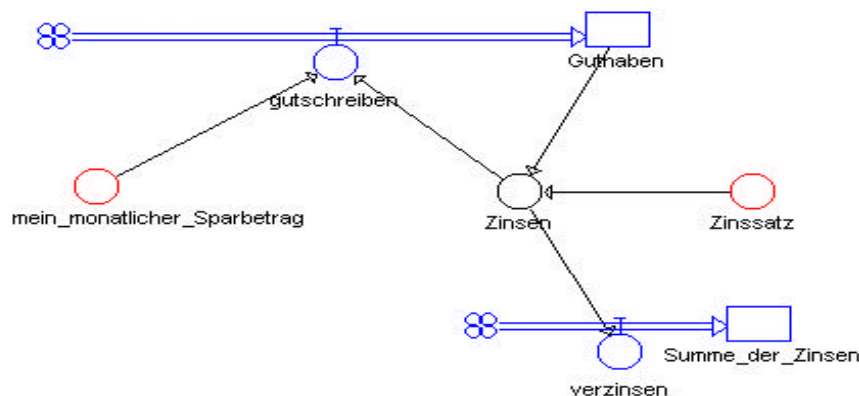 Guthaben
gutschreiben
mein_monatlicher_Sparbetrag
Zinsen
Zinssatz
Summe_der_Zinsen
verzinsen